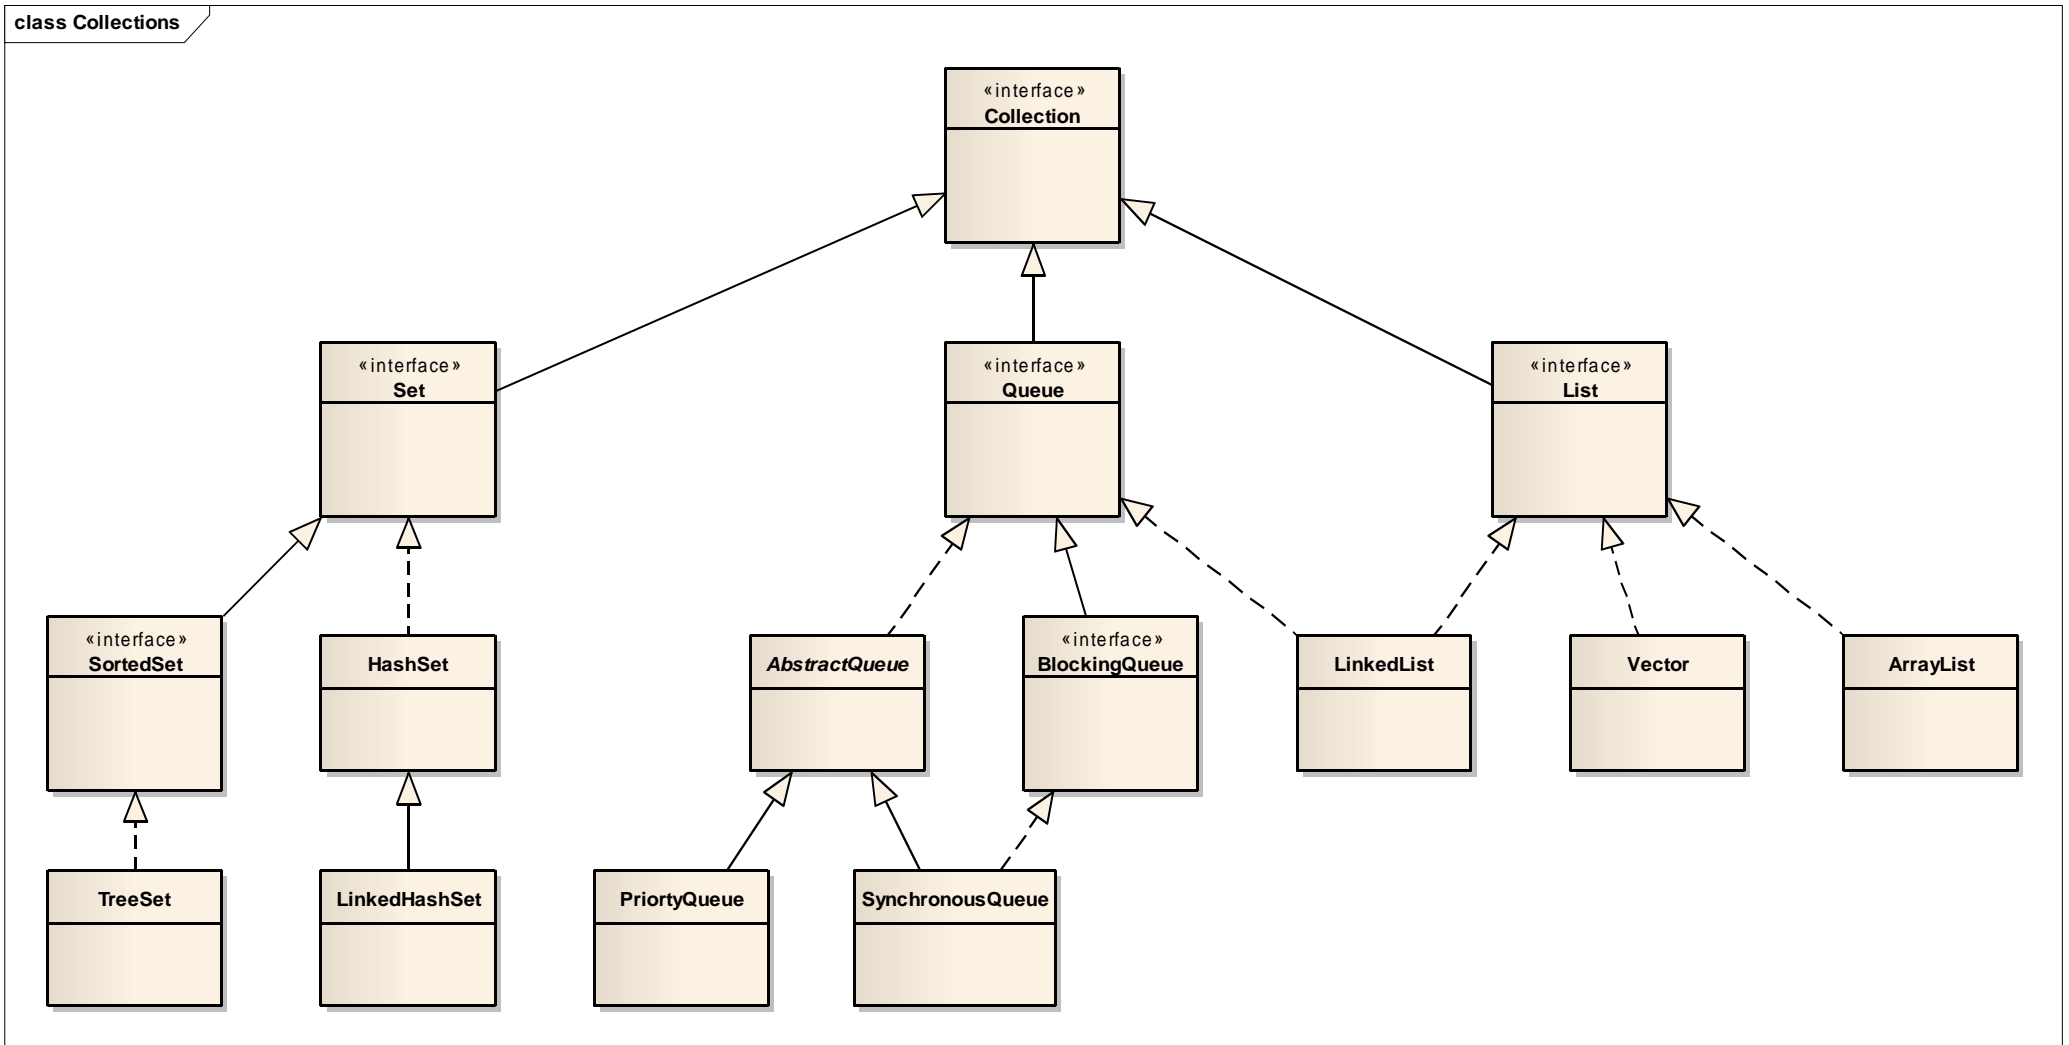 class Collections
«interface»
Collection
«interface»
Set
«interface»
Queue
«interface»
List
«interface»
SortedSet
HashSet
AbstractQueue
«interface»
BlockingQueue
LinkedList
Vector
ArrayList
TreeSet
LinkedHashSet
PriortyQueue
SynchronousQueue